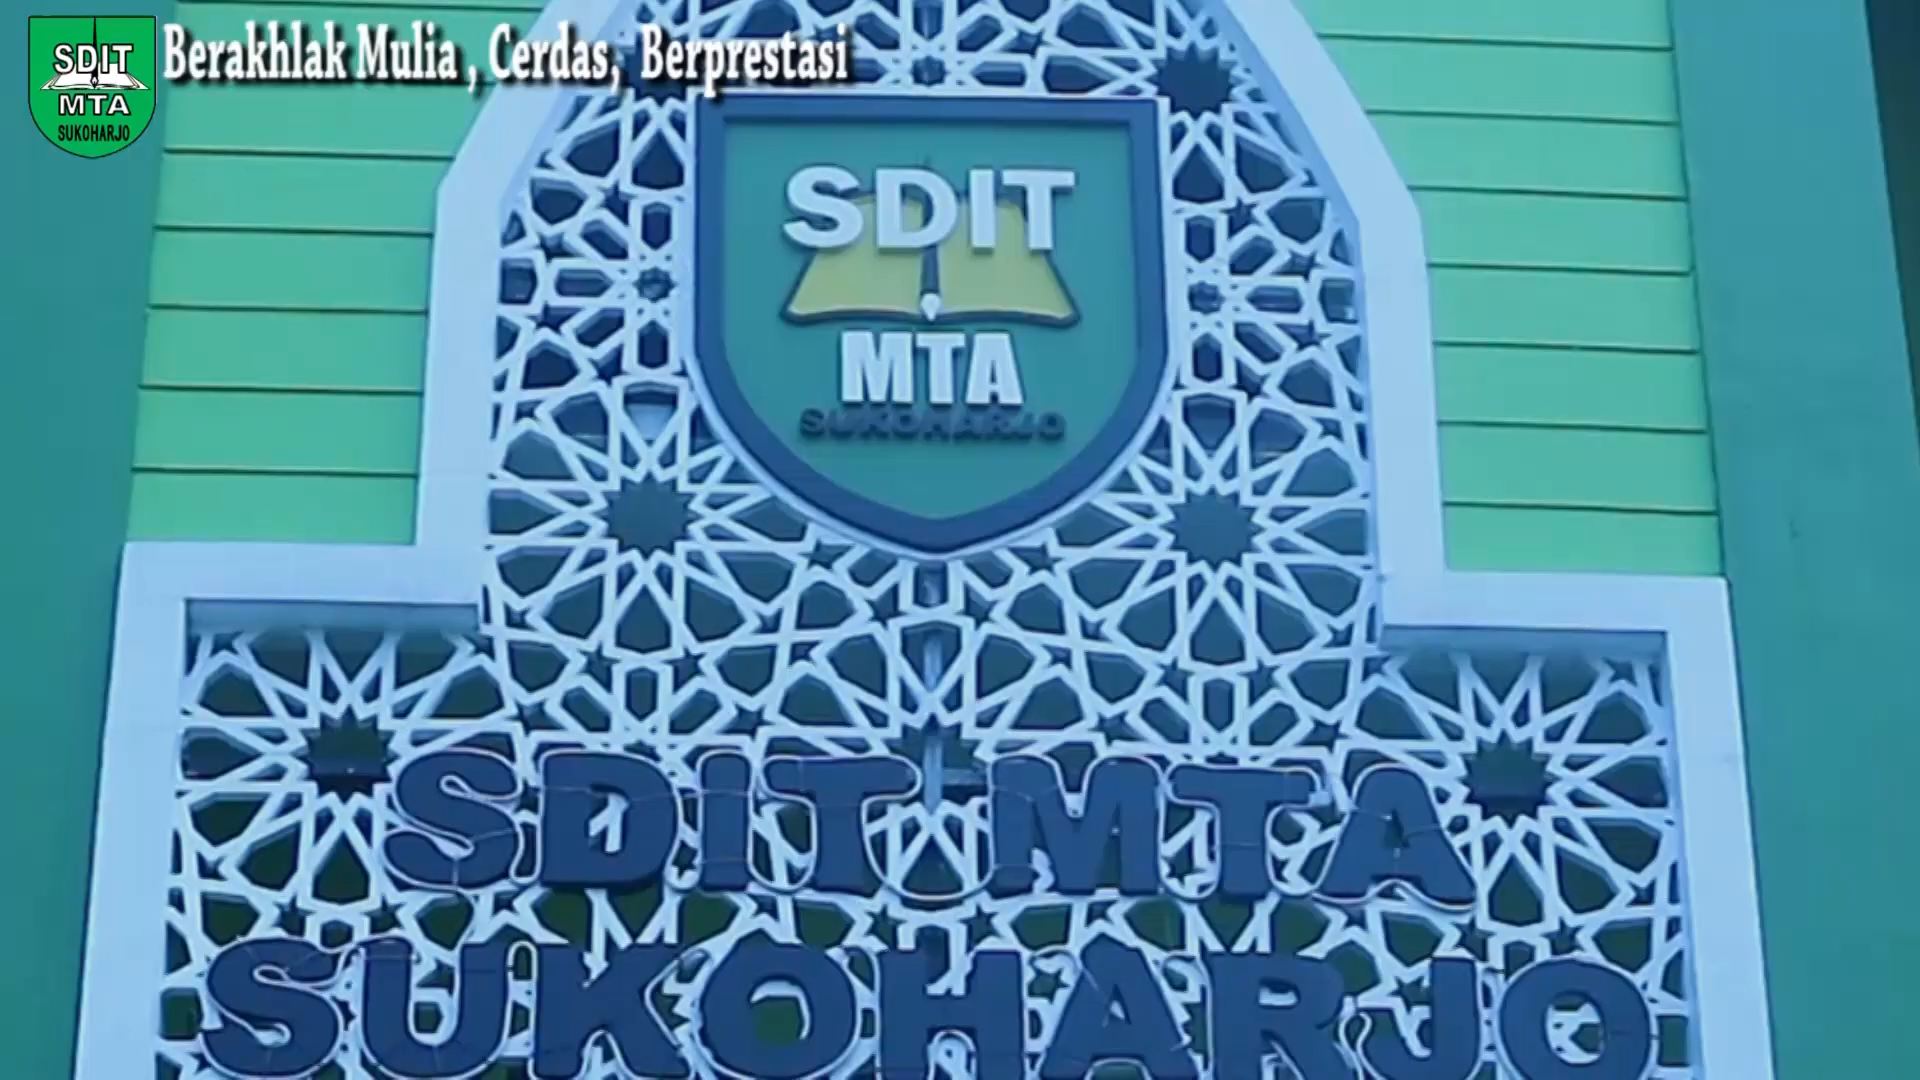 SDIT
MTA
SUKOHARJO
Berakhlak Mulia , Cerdas, Berprestasi
SDIT
MTA
SUKOHARJO
SDIT MTA
SUKOHARJO